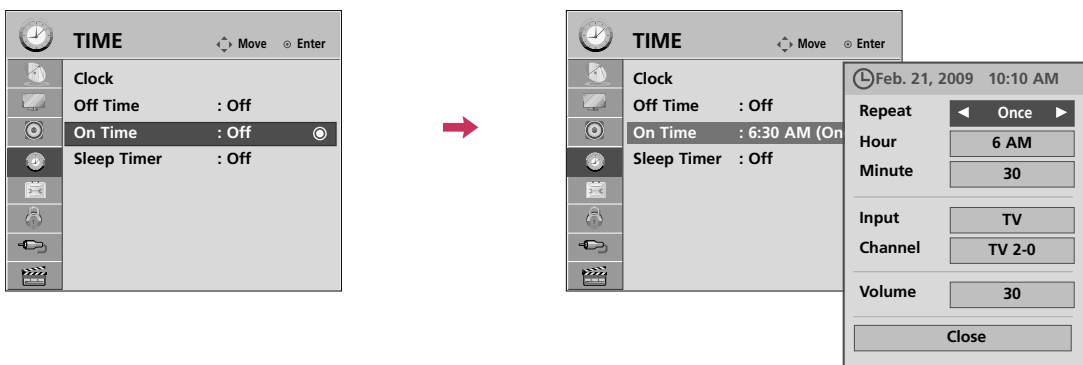 TIME Move Enter
Clock
Off Time : Off
On Time : Off
Sleep Timer : Off
TIME Move Enter
Clock
Off Time : Off
On Time : 6:30 AM (On
Sleep Timer : Off
Feb. 21, 2009 10:10 AM
Repeat ◀ Once ▶
Hour 6 AM
Minute 30
Input TV
Channel TV 2-0
Volume 30
Close